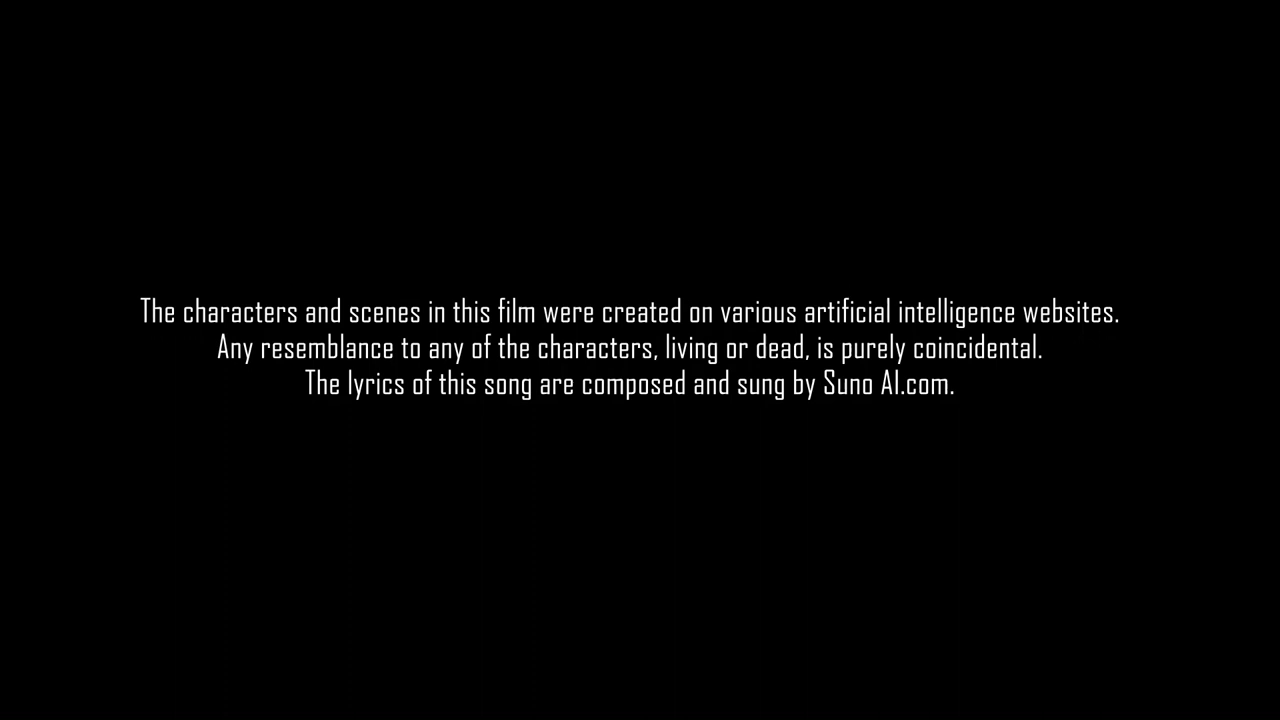 The characters and scenes in this film were created on various artificial intelligence websites.
Any resemblance to any of the characters, living or dead, is purely coincidental.
The lyrics of this song are composed and sung by Suno AI.com.